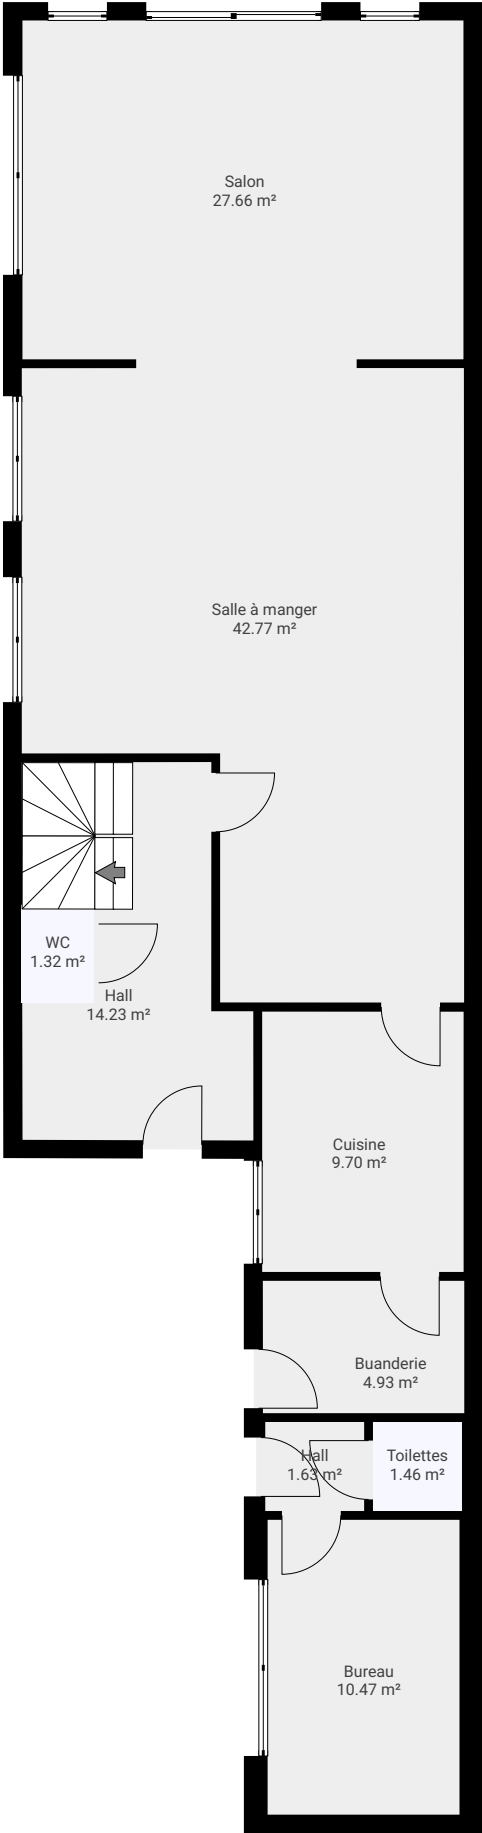 Salon
27.66 m²
Salle à manger
42.77 m²
WC
1.32 m²
Hall
14.23 m²
Cuisine
9.70 m²
Buanderie
4.93 m²
Hall
1.63 m²
Toilettes
1.46 m²
Bureau
10.47 m²